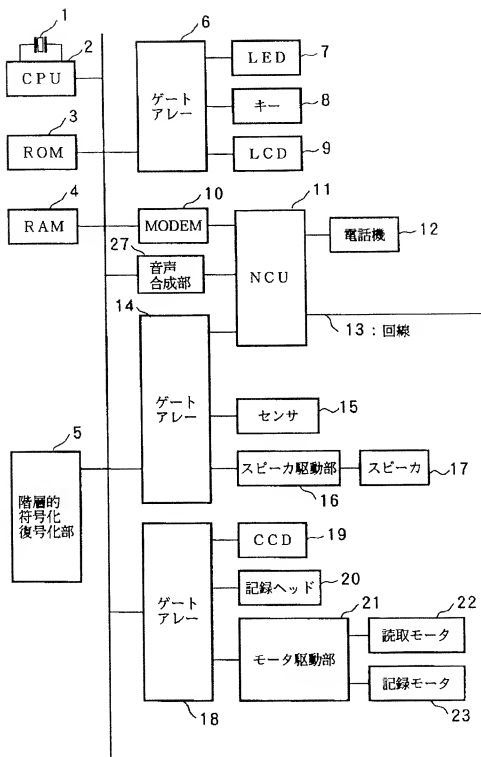 1
2
CPU
3
ROM
4
RAM
5
階層的
符号化
復号化部
6
ゲート
アレー
LED
7
キー
8
LCD
9
10
MODEM
11
NCU
電話機
12
27
音声
合成部
13：回線
14
ゲート
アレー
センサ
15
スピーカ駆動部
16
スピーカ
17
ゲート
アレー
18
CCD
19
記録ヘッド
20
21
モータ駆動部
22
読取モータ
記録モータ
23